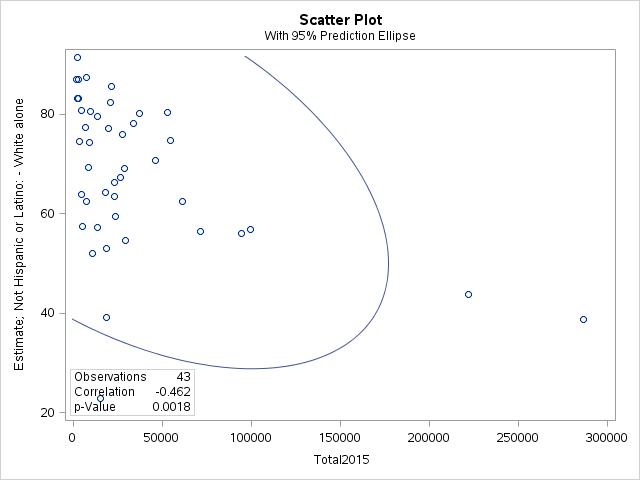 Scatter Plot
With 95% Prediction Ellipse
Estimate; Not Hispanic or Latino: - White alone
80
60
40
20
Observations 43
Correlation -0.462
p-Value 0.0018
0 50000 100000 150000 200000 250000 300000
Total2015